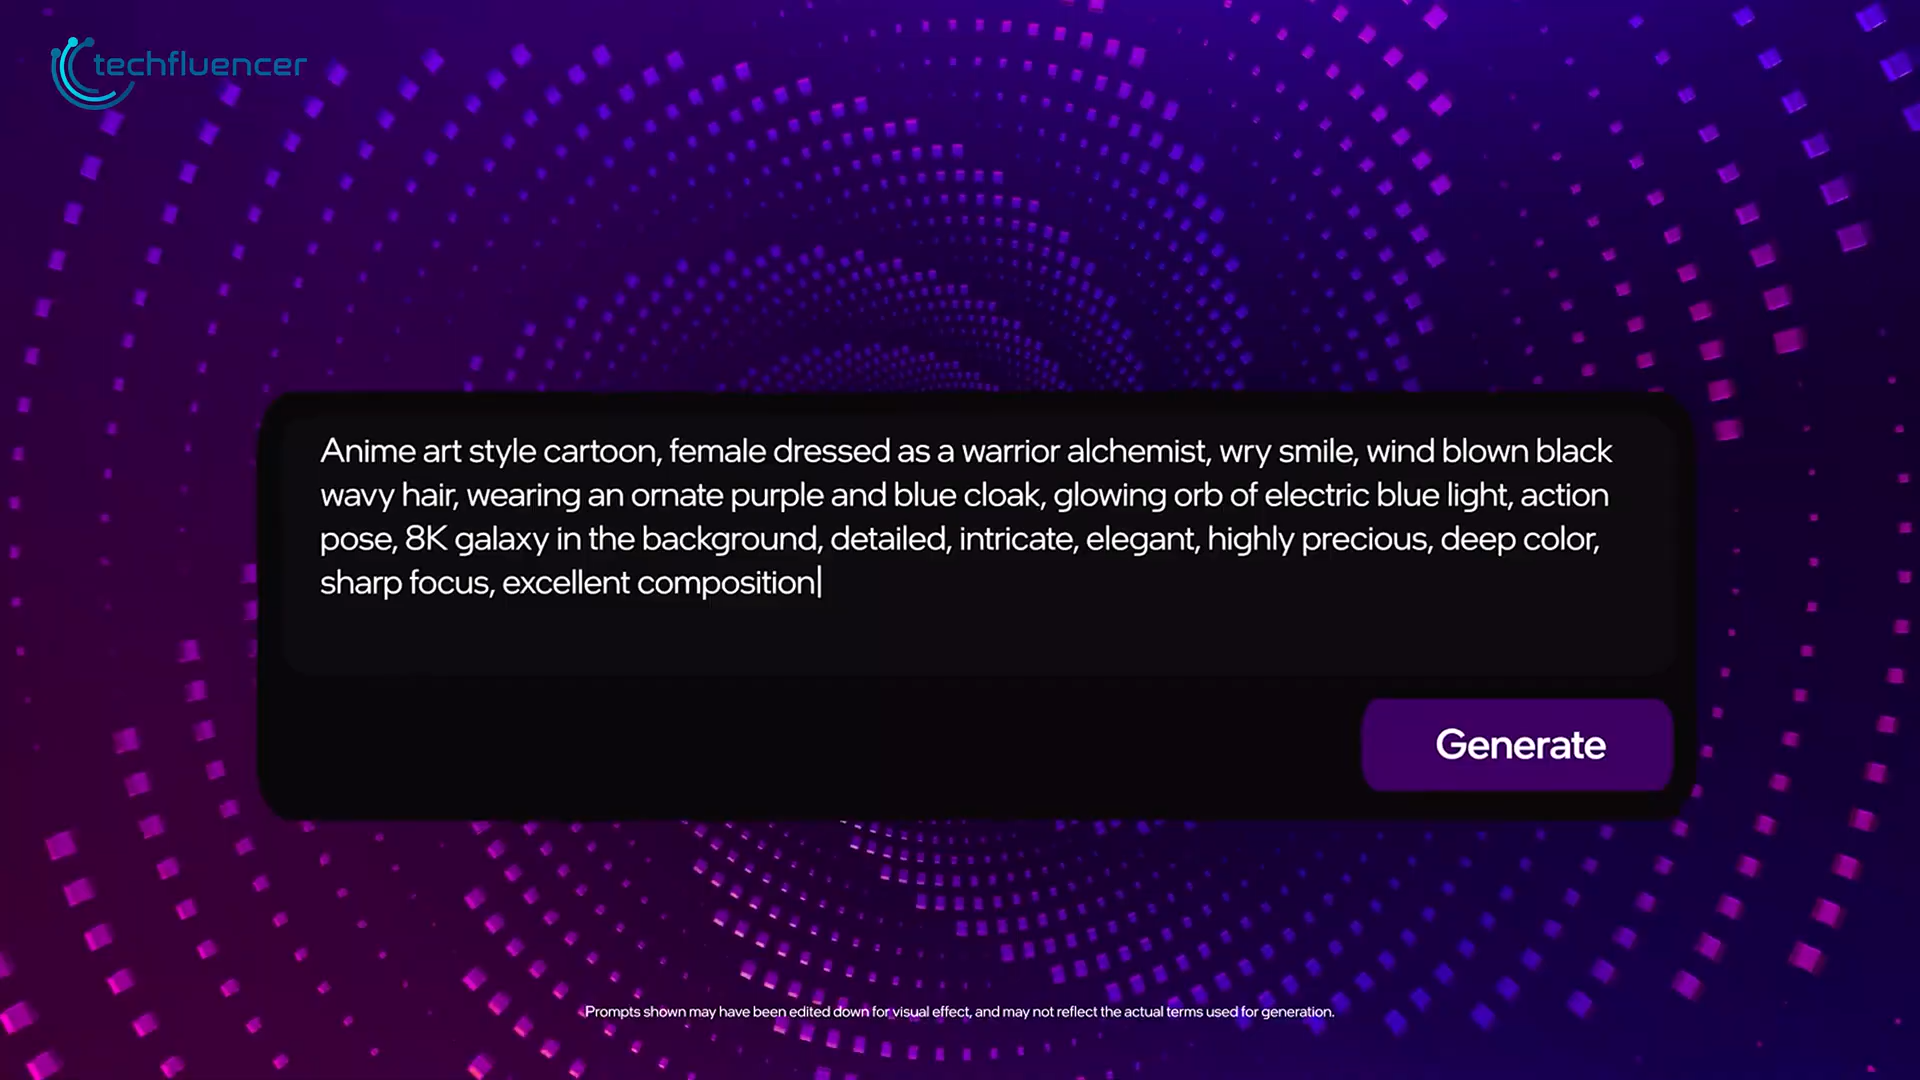 techfluencer
Anime art style cartoon, female dressed as a warrior alchemist, wry smile, wind blown black
wavy hair, wearing an ornate purple and blue cloak, glowing orb of electric blue light, action
pose, 8K galaxy in the background, detailed, intricate, elegant, highly precious, deep color,
sharp focus, excellent composition
Generate
Prompts shown may have been edited down for visual effect, and may not reflect the actual terms used for generation.